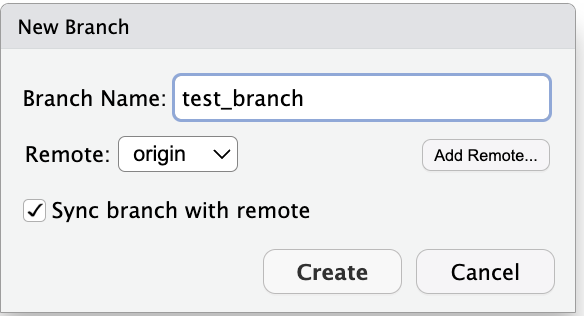 New Branch
Branch Name: test_branch
Remote: origin Add Remote...
Sync branch with remote
Create Cancel